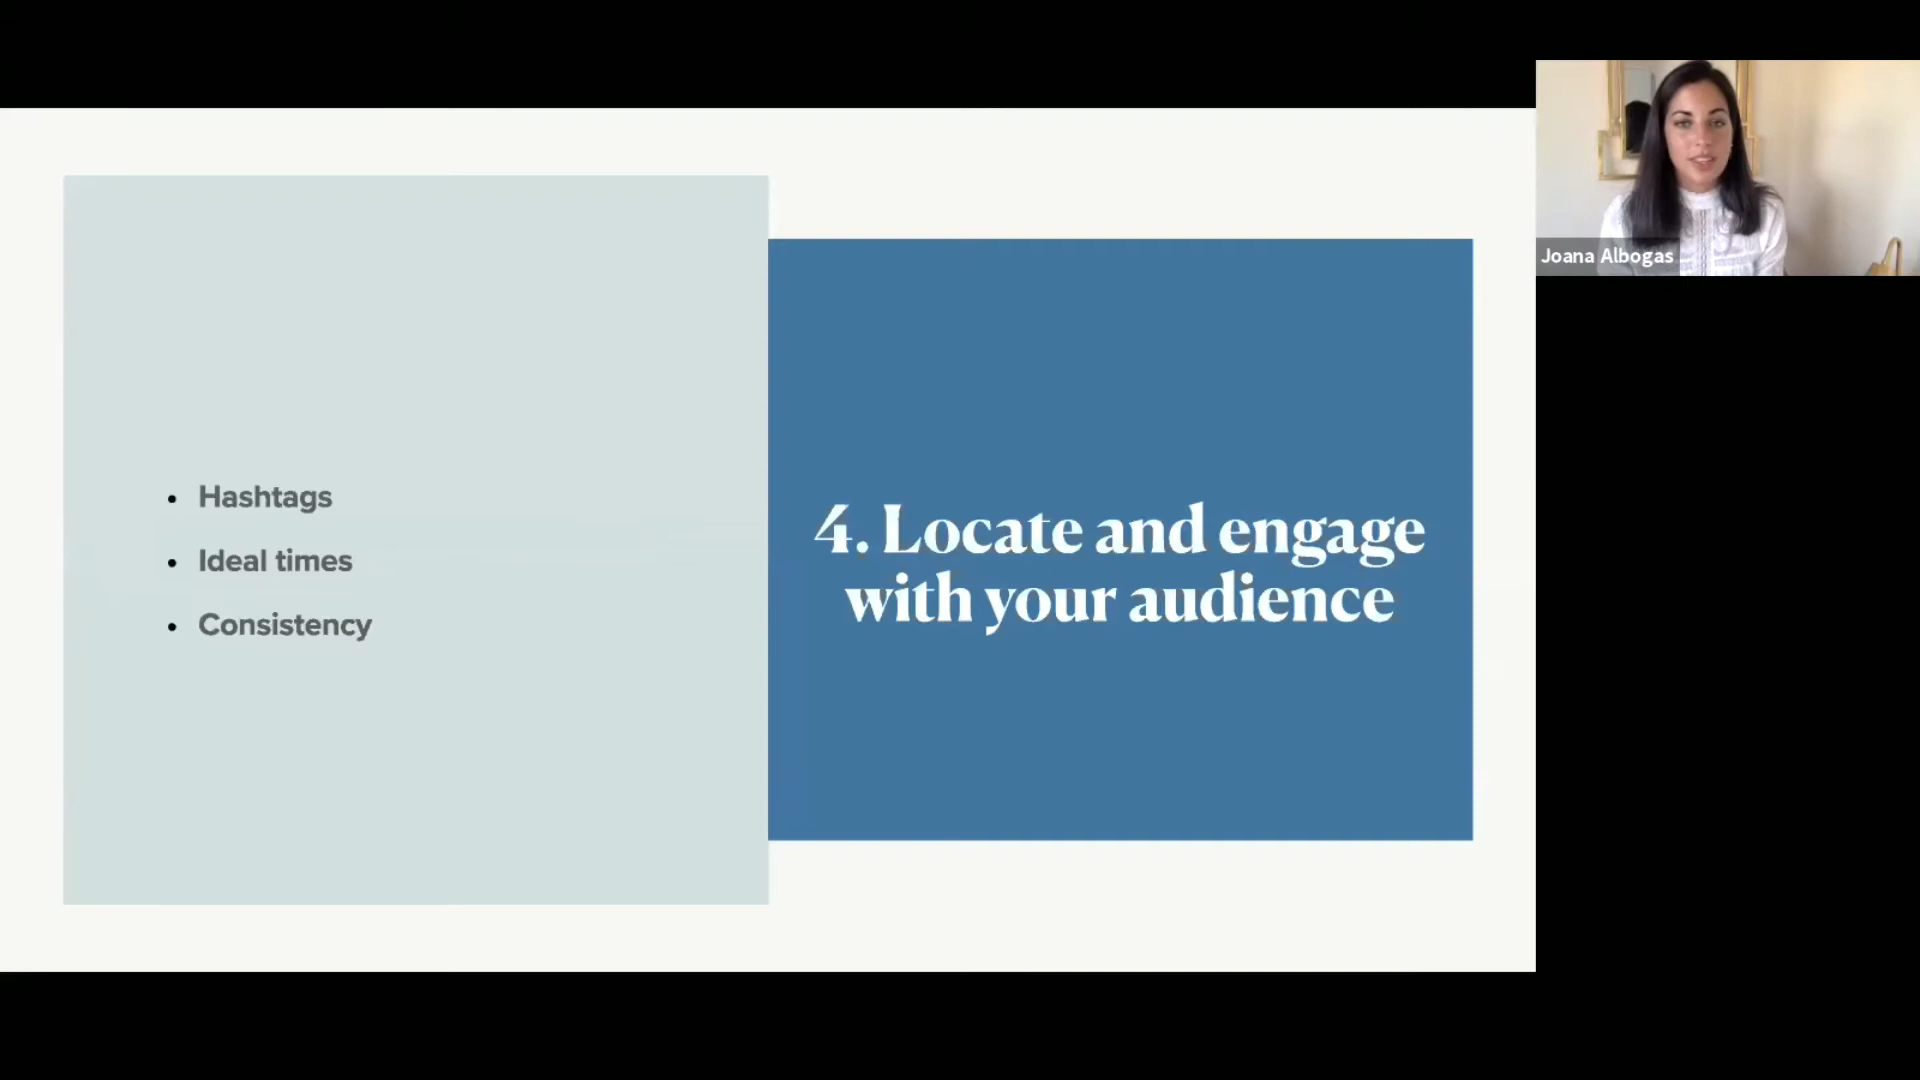 Hashtags
Ideal times
Consistency
4. Locate and engage
with your audience
Joana Albogas